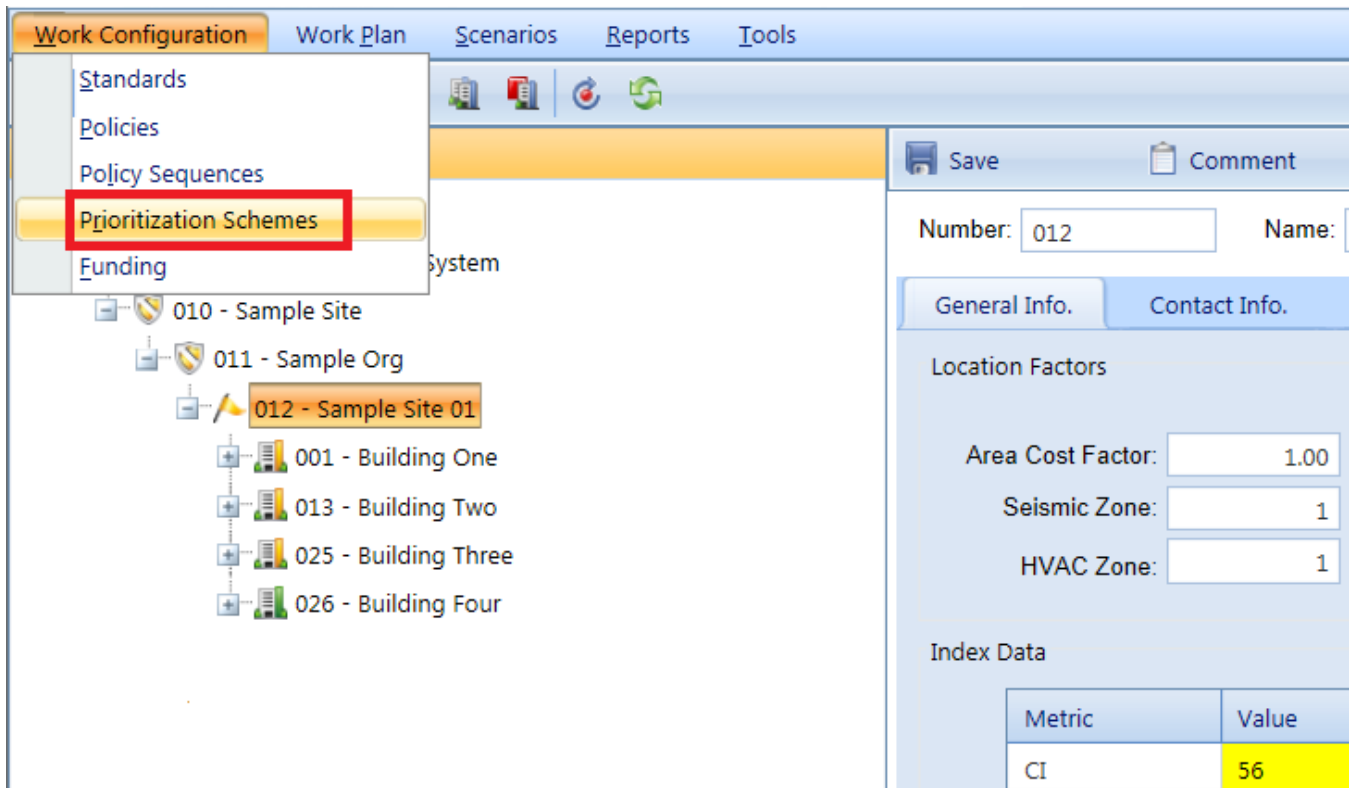 Work Configuration Work Plan Scenarios Reports Tools
Standards
Policies
Policy Sequences
Prioritization Schemes
Funding
System
010 - Sample Site
011 - Sample Org
012 - Sample Site 01
001 - Building One
013 - Building Two
025 - Building Three
026 - Building Four
Save Comment
Number: 012 Name:
General Info. Contact Info.
Location Factors
Area Cost Factor: 1.00
Seismic Zone: 1
HVAC Zone: 1
Index Data
Metric Value
CI 56